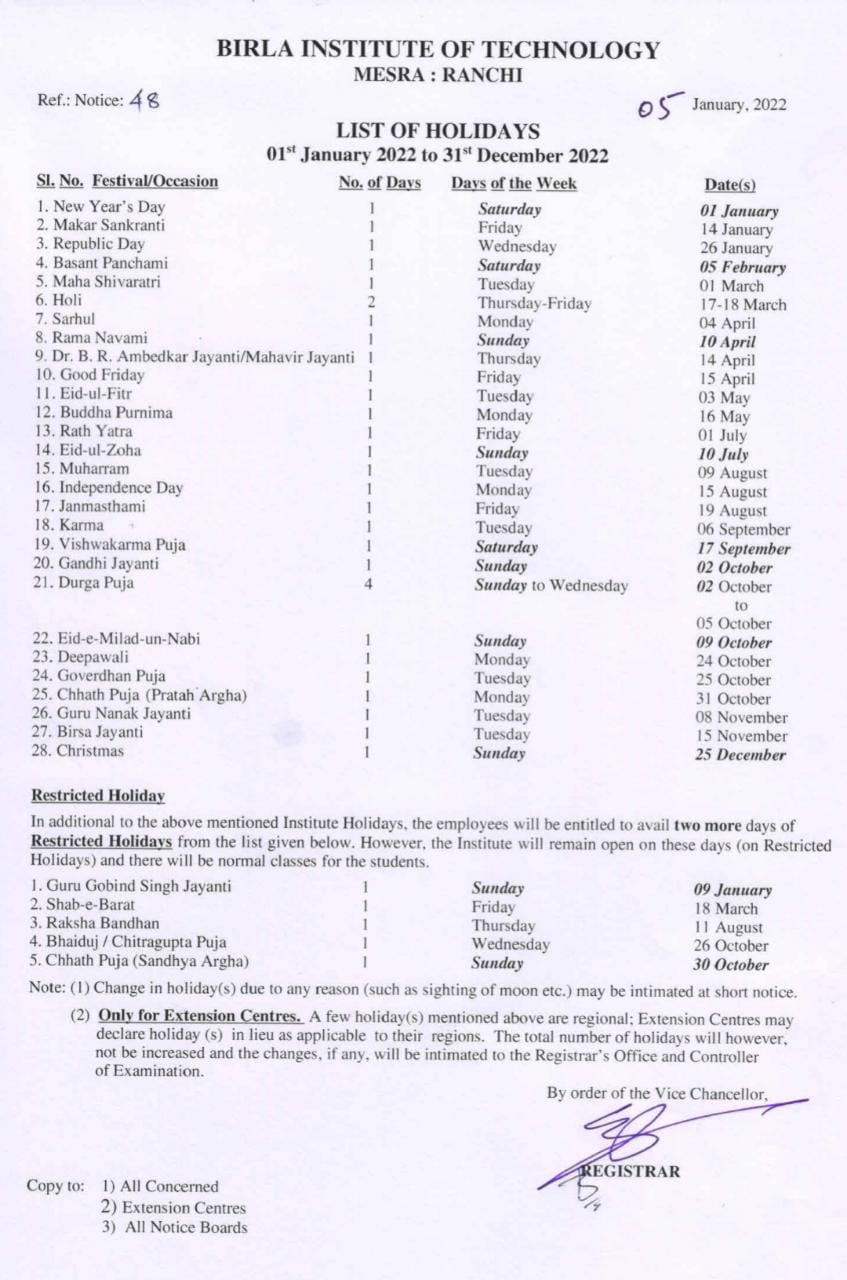 BIRLA INSTITUTE OF TECHNOLOGY
MESRA : RANCHI
Ref.: Notice: 48 05 January, 2022
LIST OF HOLIDAYS
01st January 2022 to 31st December 2022
Sl. No. Festival/Occasion No. of Days Days of the Week Date(s)
1. New Year's Day 1 Saturday 01 January
2. Makar Sankranti 1 Friday 14 January
3. Republic Day 1 Wednesday 26 January
4. Basant Panchami 1 Saturday 05 February
5. Maha Shivaratri 1 Tuesday 01 March
6. Holi 2 Thursday-Friday 17-18 March
7. Sarhul 1 Monday 04 April
8. Rama Navami 1 Sunday 10 April
9. Dr. B. R. Ambedkar Jayanti/Mahavir Jayanti 1 Thursday 14 April
10. Good Friday 1 Friday 15 April
11. Eid-ul-Fitr 1 Tuesday 03 May
12. Buddha Purnima 1 Monday 16 May
13. Rath Yatra 1 Friday 01 July
14. Eid-ul-Zoha 1 Sunday 10 July
15. Muharram 1 Tuesday 09 August
16. Independence Day 1 Monday 15 August
17. Janmasthami 1 Friday 19 August
18. Karma 1 Tuesday 06 September
19. Vishwakarma Puja 1 Saturday 17 September
20. Gandhi Jayanti 1 Sunday 02 October
21. Durga Puja 4 Sunday to Wednesday 02 October
to
05 October
22. Eid-e-Milad-un-Nabi 1 Sunday 09 October
23. Deepawali 1 Monday 24 October
24. Goverdhan Puja 1 Tuesday 25 October
25. Chhath Puja (Pratah Argha) 1 Monday 31 October
26. Guru Nanak Jayanti 1 Tuesday 08 November
27. Birsa Jayanti 1 Tuesday 15 November
28. Christmas 1 Sunday 25 December
Restricted Holiday
In additional to the above mentioned Institute Holidays, the employees will be entitled to avail two more days of
Restricted Holidays from the list given below. However, the Institute will remain open on these days (on Restricted
Holidays) and there will be normal classes for the students.
1. Guru Gobind Singh Jayanti 1 Sunday 09 January
2. Shab-e-Barat 1 Friday 18 March
3. Raksha Bandhan 1 Thursday 11 August
4. Bhaiduj / Chitragupta Puja 1 Wednesday 26 October
5. Chhath Puja (Sandhya Argha) 1 Sunday 30 October
Note: (1) Change in holiday(s) due to any reason (such as sighting of moon etc.) may be intimated at short notice.
(2) Only for Extension Centres. A few holiday(s) mentioned above are regional; Extension Centres may
declare holiday (s) in lieu as applicable to their regions. The total number of holidays will however,
not be increased and the changes, if any, will be intimated to the Registrar's Office and Controller
of Examination.
By order of the Vice Chancellor,
REGISTRAR
Copy to: 1) All Concerned
2) Extension Centres
3) All Notice Boards